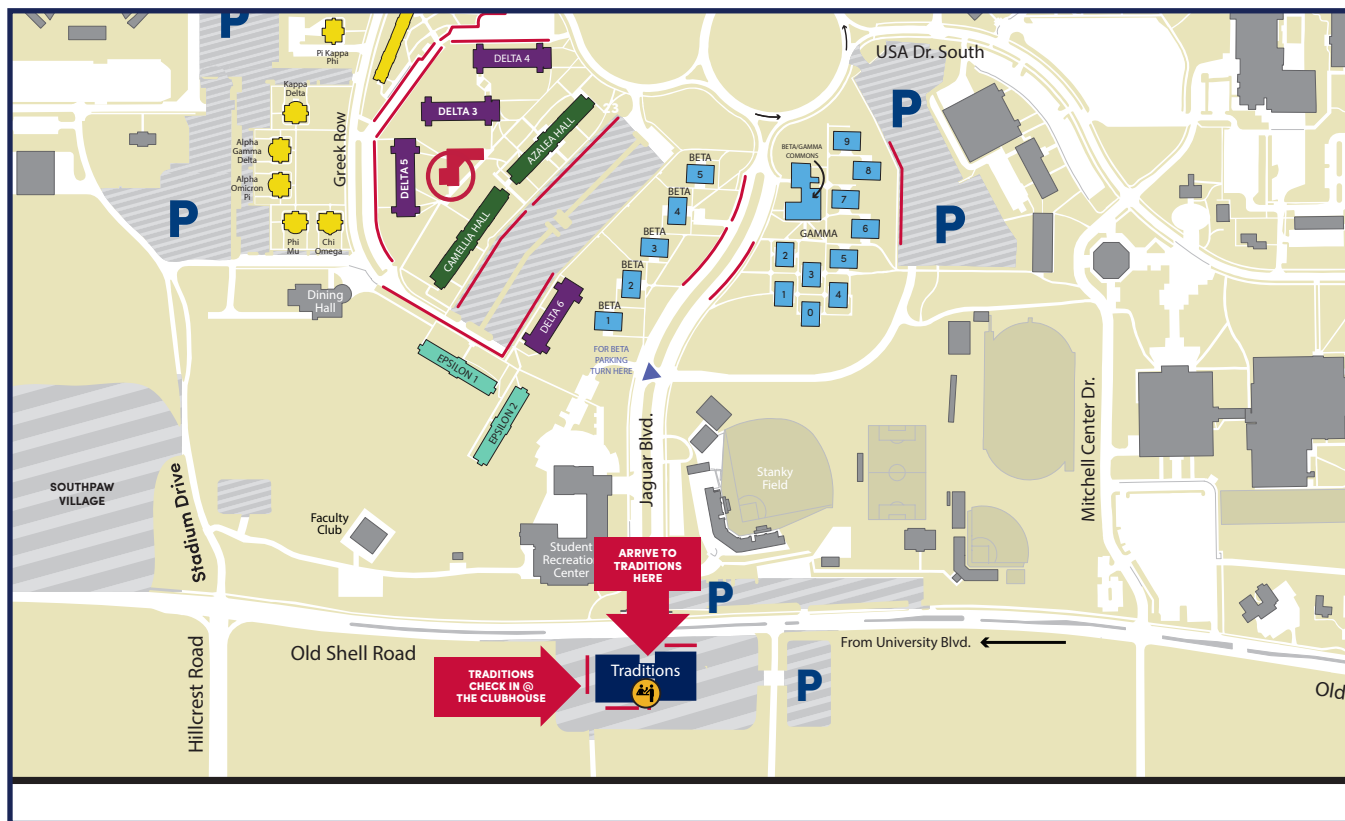 P
Pi Kappa
Phi
USA Dr. South
DELTA 4
Kappa
Delta
P
DELTA 3
23
AZALEA HALL
BETA/GAMMA
COMMONS
9
Greek Row
Alpha
Gamma
Delta
DELTA 5
BETA
5
8
Alpha
Omicron
Pi
BETA
4
7
P
P
Phi
Mu
Chi
Omega
CAMELLIA HALL
BETA
3
GAMMA
6
BETA
2
2
5
3
Dining
Hall
DELTA 6
BETA
1
1
4
0
FOR BETA
PARKING
TURN HERE
EPSILON 1
EPSILON 2
Jaguar Blvd.
Mitchell Center Dr.
Stanky
Field
SOUTHPAW
VILLAGE
Stadium Drive
Faculty
Club
Student
Recreation
Center
ARRIVE TO
TRADITIONS
HERE
P
Old Shell Road
From University Blvd.
Hillcrest Road
TRADITIONS
CHECK IN @
THE CLUBHOUSE
Traditions
P
Old